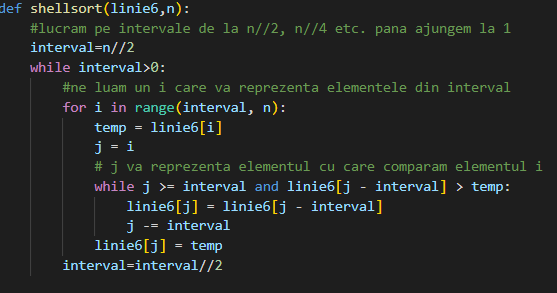 def shellsort(linie6,n):
    #lucram pe intervale de la n//2, n//4 etc. pana ajungem la 1
    interval=n//2
    while interval>0:
        #ne luam un i care va reprezenta elementele din interval
        for i in range(interval, n):
            temp = linie6[i]
            j = i
            # j va reprezenta elementul cu care comparam elementul i
            while j >= interval and linie6[j - interval] > temp:
                linie6[j] = linie6[j - interval]
                j -= interval
            linie6[j] = temp
        interval=interval//2